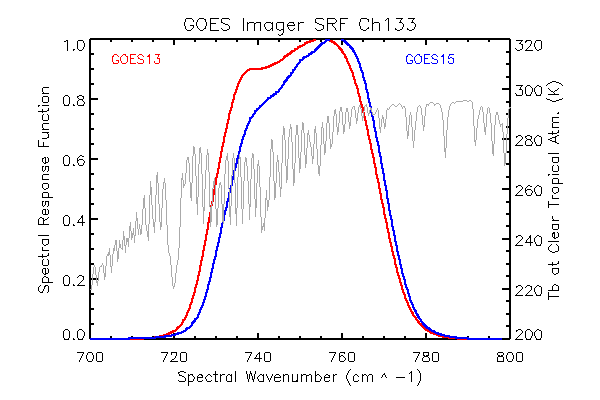 GOES Imager SRF Ch133
GOES13
GOES15
1.0
0.8
0.6
0.4
0.2
0.0
Spectral Response Function
320
300
280
260
240
220
200
Tb at Clear Tropical Atm. (K)
700 720 740 760 780 800
Spectral Wavenumber (cm ^ -1)